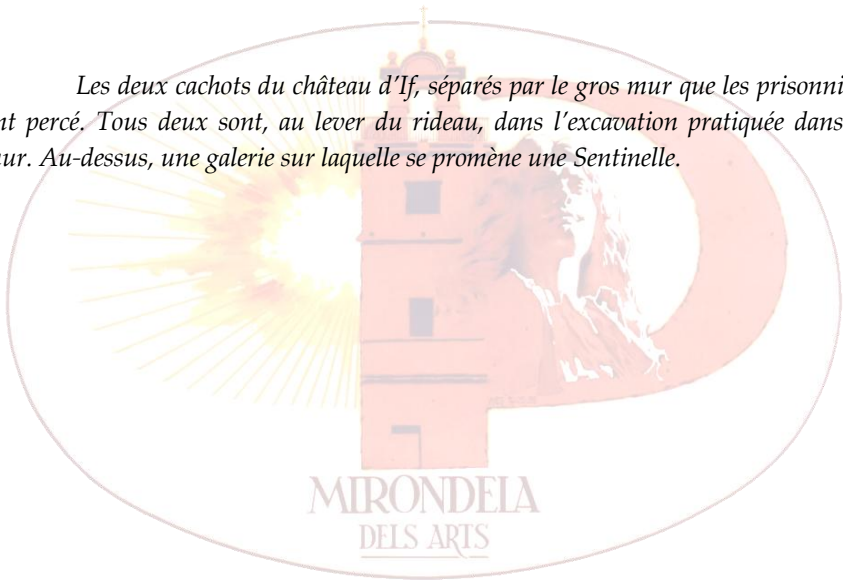 Les deux cachots du château d'If, séparés par le gros mur que les prisonni
nt percé. Tous deux sont, au lever du rideau, dans l'excavation pratiquée dans
ur. Au-dessus, une galerie sur laquelle se promène une Sentinelle.
MIRONDELA
DELS ARTS